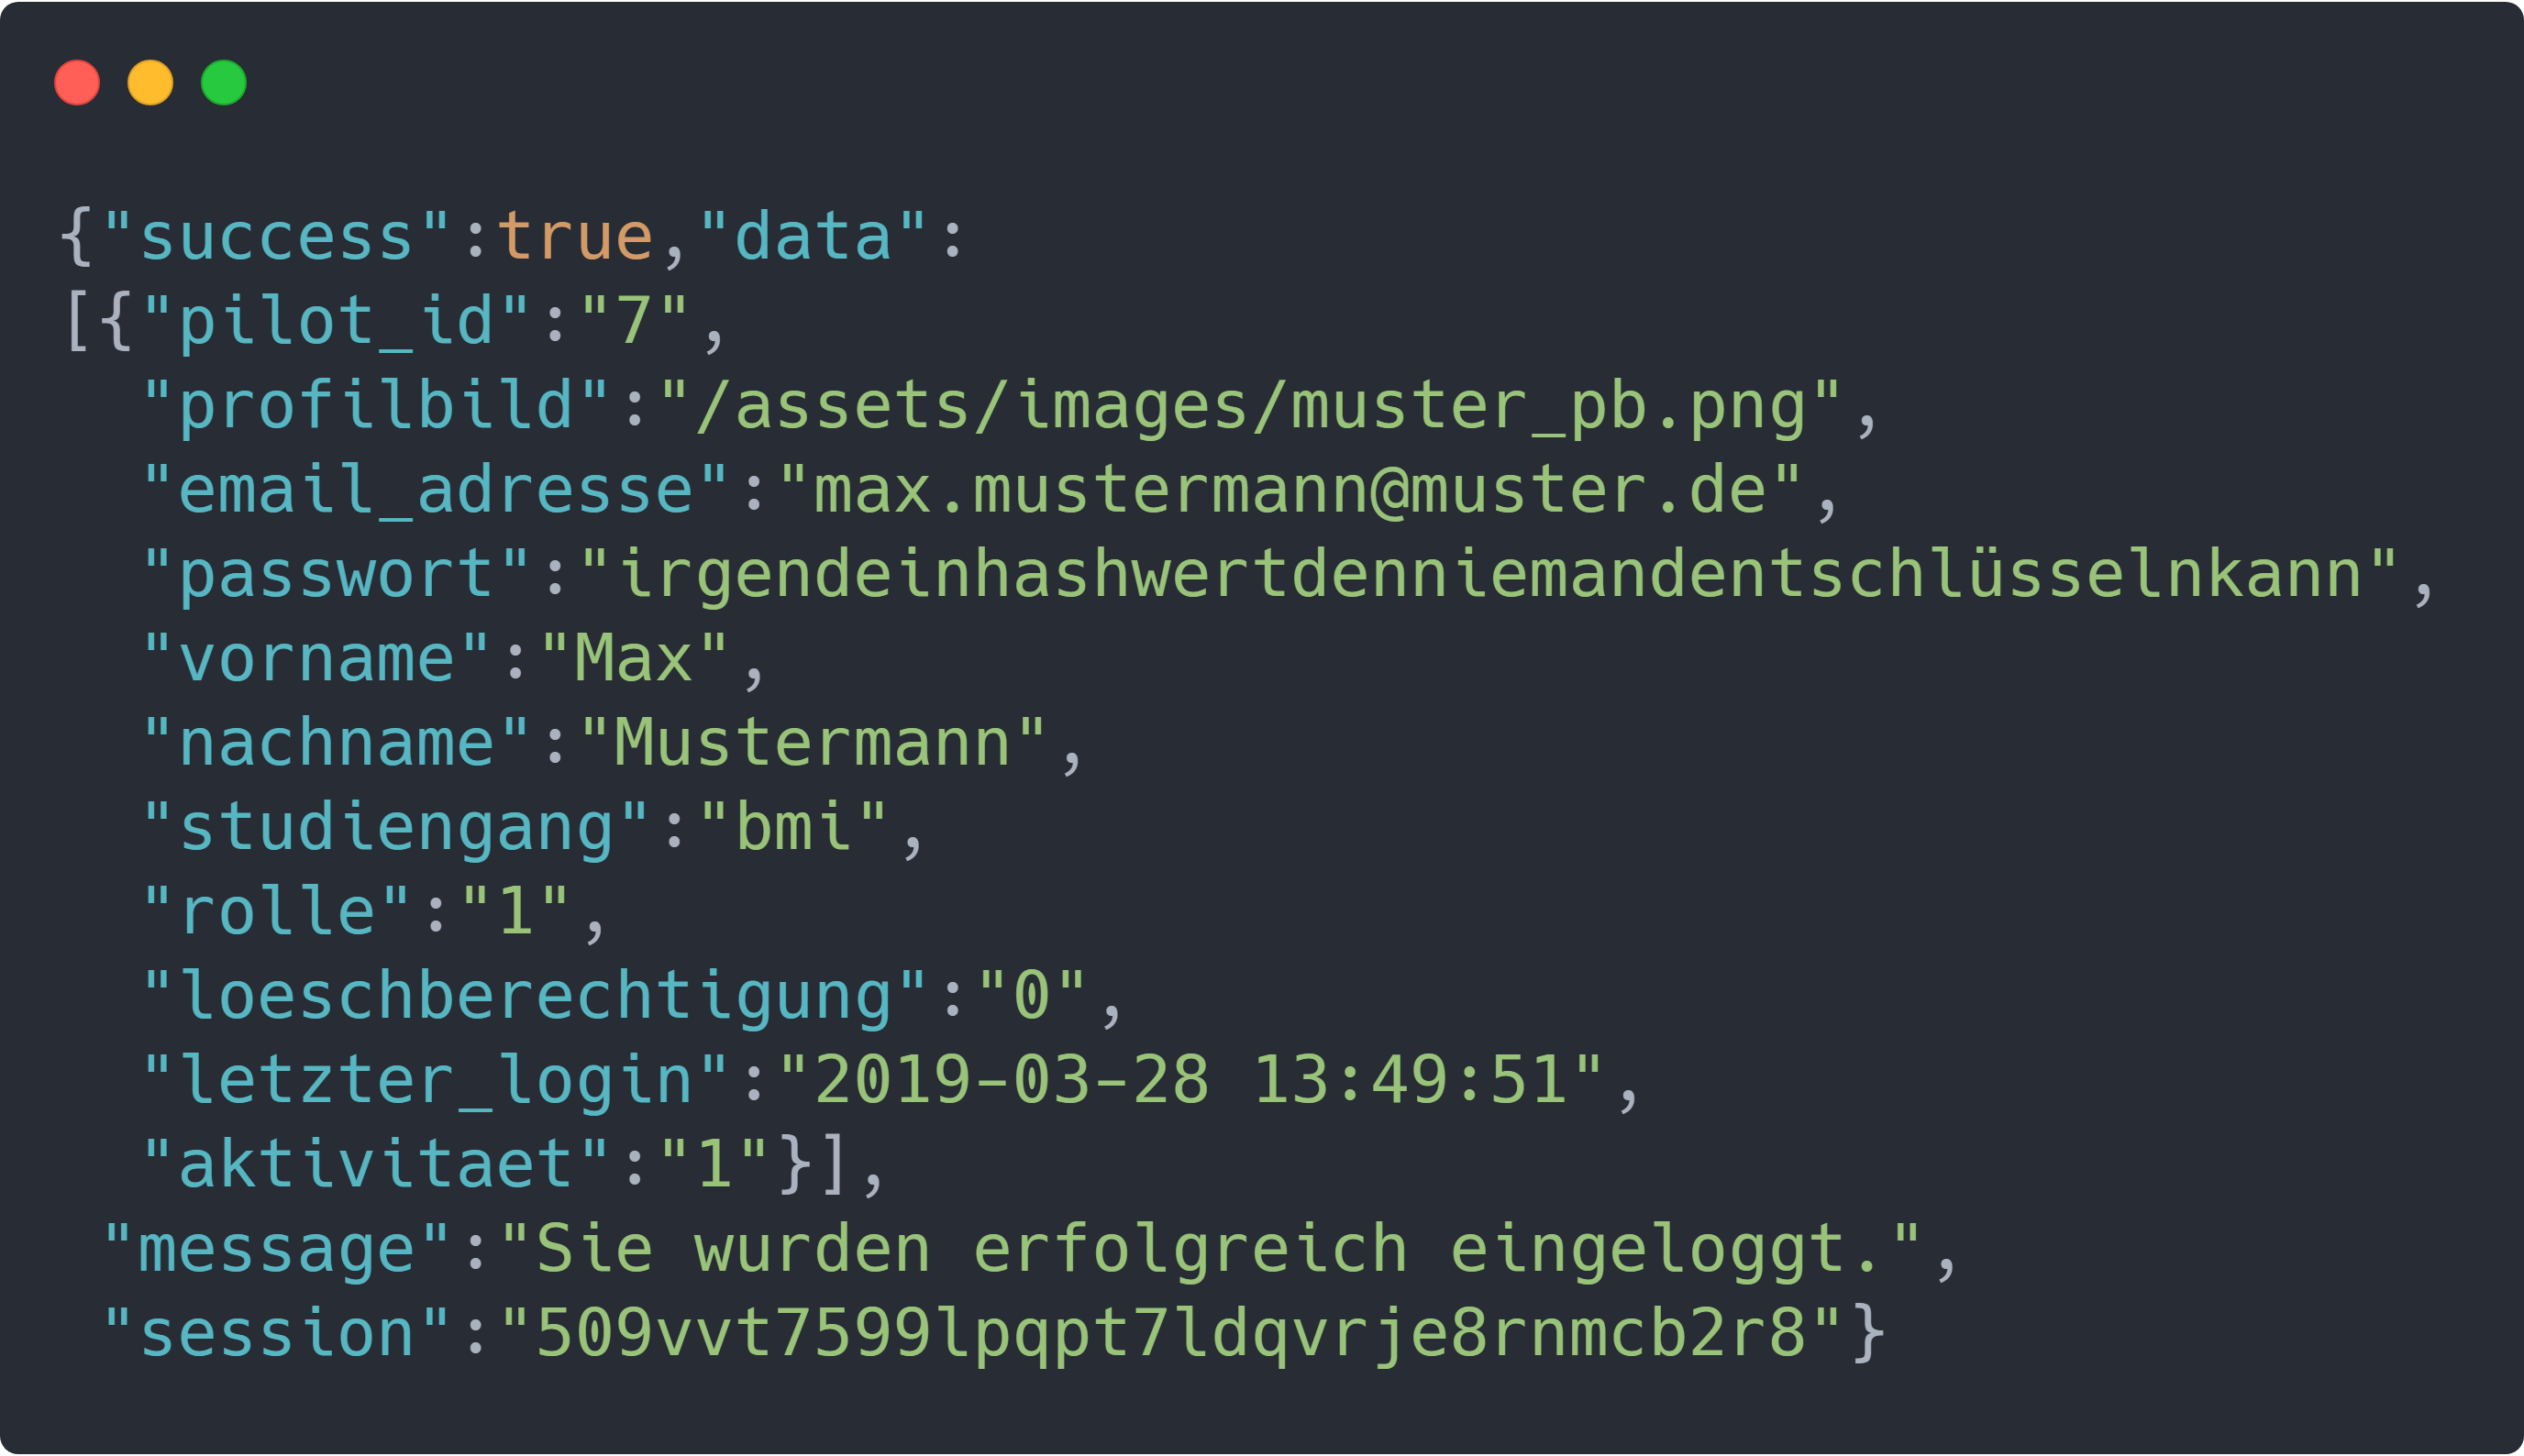 {"success":true,"data":
[{"pilot_id":"7",
  "profilbild":"/assets/images/muster_pb.png",
  "email_adresse":"max.mustermann@muster.de",
  "passwort":"irgendeinhashwertdenniemandentschlüsselnkann",
  "vorname":"Max",
  "nachname":"Mustermann",
  "studiengang":"bmi",
  "rolle":"1",
  "loeschberechtigung":"0",
  "letzter_login":"2019-03-28 13:49:51",
  "aktivitaet":"1"}],
 "message":"Sie wurden erfolgreich eingeloggt.",
 "session":"509vvt7599lpqpt7ldqvrje8rnmcb2r8"}